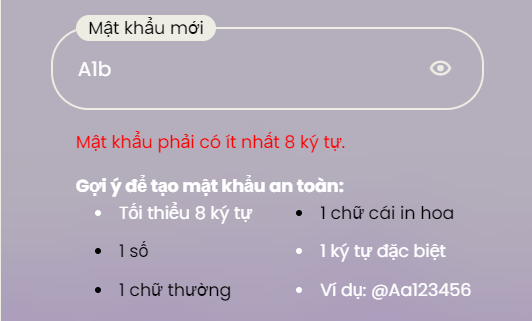 Mật khẩu mới
A1b
Mật khẩu phải có ít nhất 8 ký tự.
Gợi ý để tạo mật khẩu an toàn:
• Tối thiểu 8 ký tự
• 1 chữ cái in hoa
• 1 số
• 1 ký tự đặc biệt
• 1 chữ thường
• Ví dụ: @Aa123456